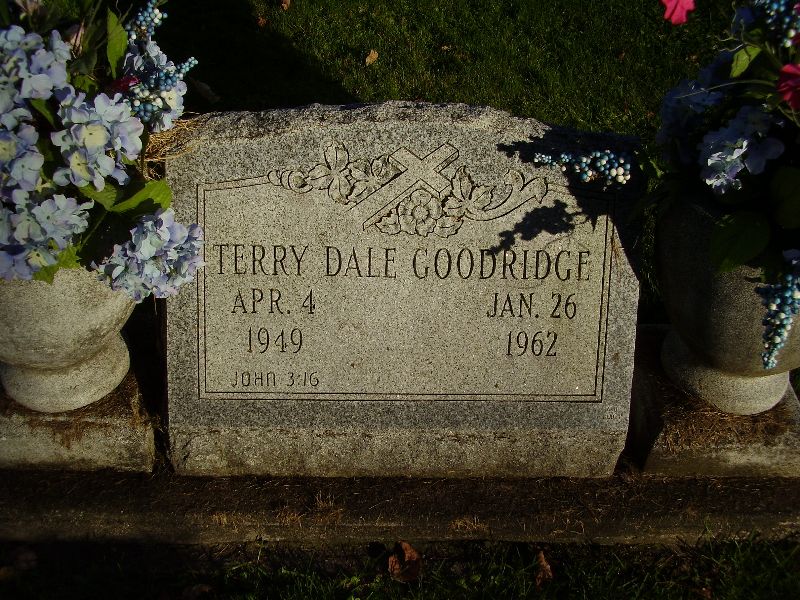 TERRY DALE GOODRIDGE
APR. 4 JAN. 26
1949 1962
JOHN 3:16